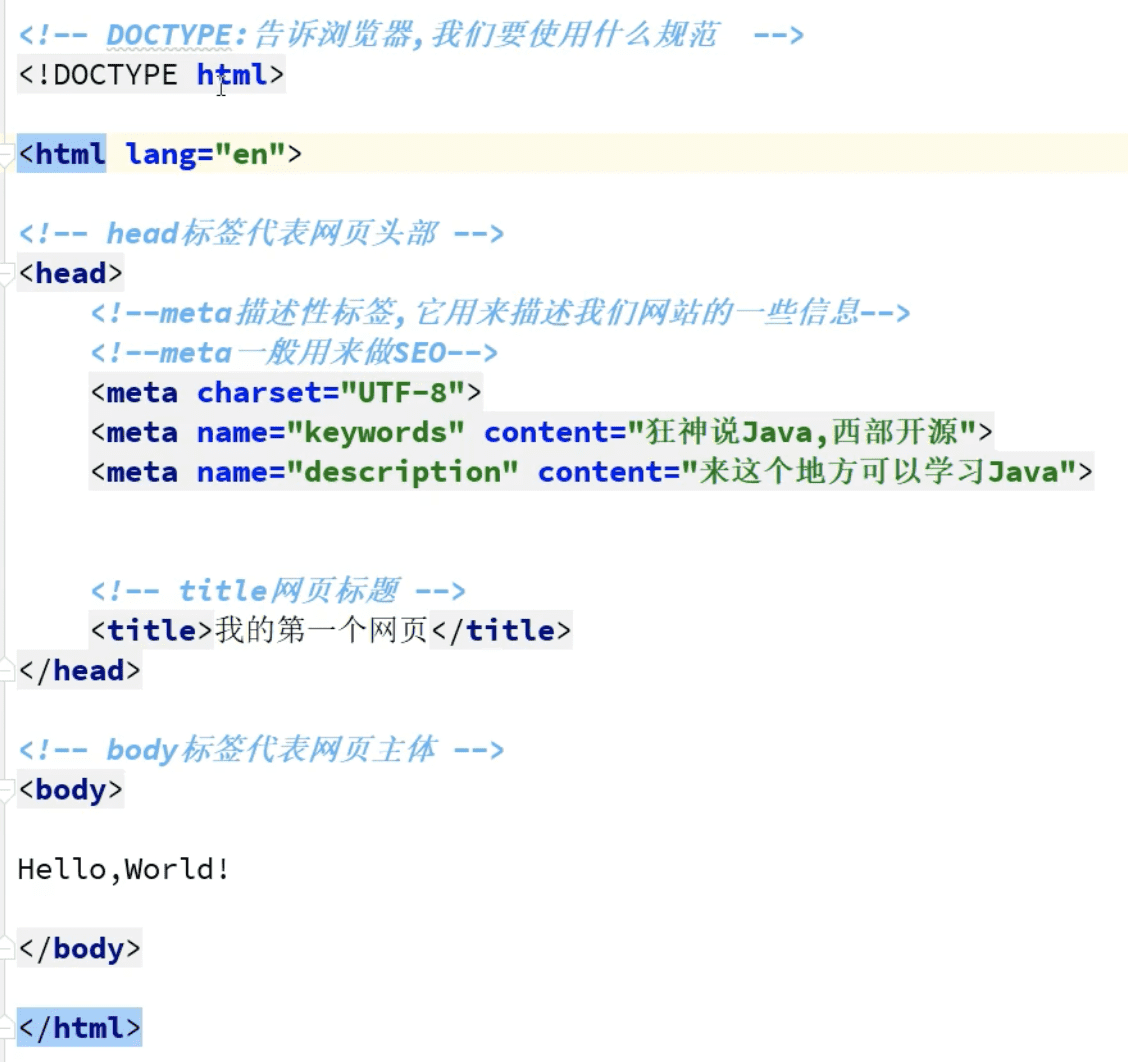 <!-- DOCTYPE:告诉浏览器,我们要使用什么规范  -->
<!DOCTYPE html>
<html lang="en">
<!-- head标签代表网页头部 -->
<head>
<!--meta描述性标签,它用来描述我们网站的一些信息-->
<!--meta一般用来做SEO-->
<meta charset="UTF-8">
<meta name="keywords" content="狂神说Java,西部开源">
<meta name="description" content="来这个地方可以学习Java">
<!-- title网页标题 -->
<title>我的第一个网页</title>
</head>
<!-- body标签代表网页主体 -->
<body>
Hello,World!
</body>
</html>